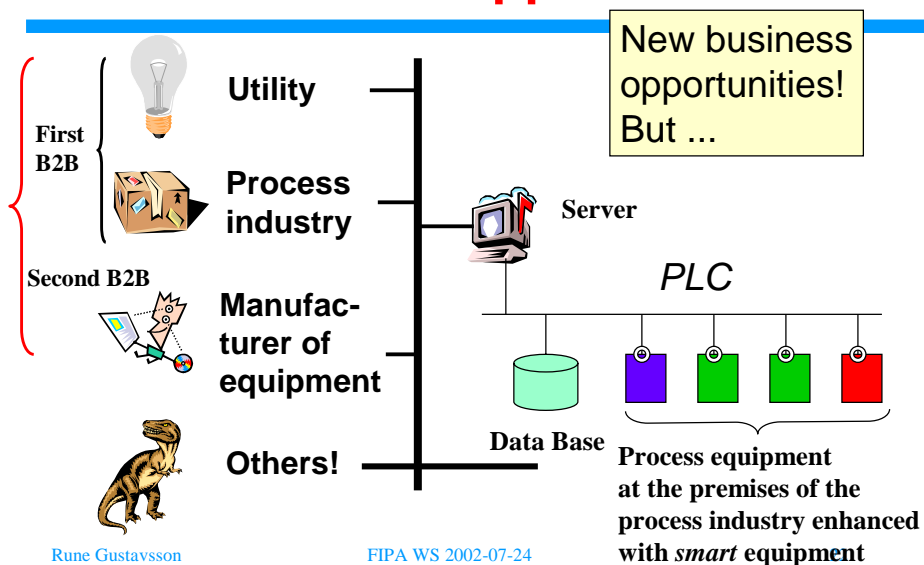 New business
opportunities!
But ...
Utility
First
B2B
Process
industry
Server
PLC
Second B2B
Manufac-
turer of
equipment
Data Base
Others!
Process equipment
at the premises of the
process industry enhanced
with smart equipment
Rune Gustavsson
FIPA WS 2002-07-24